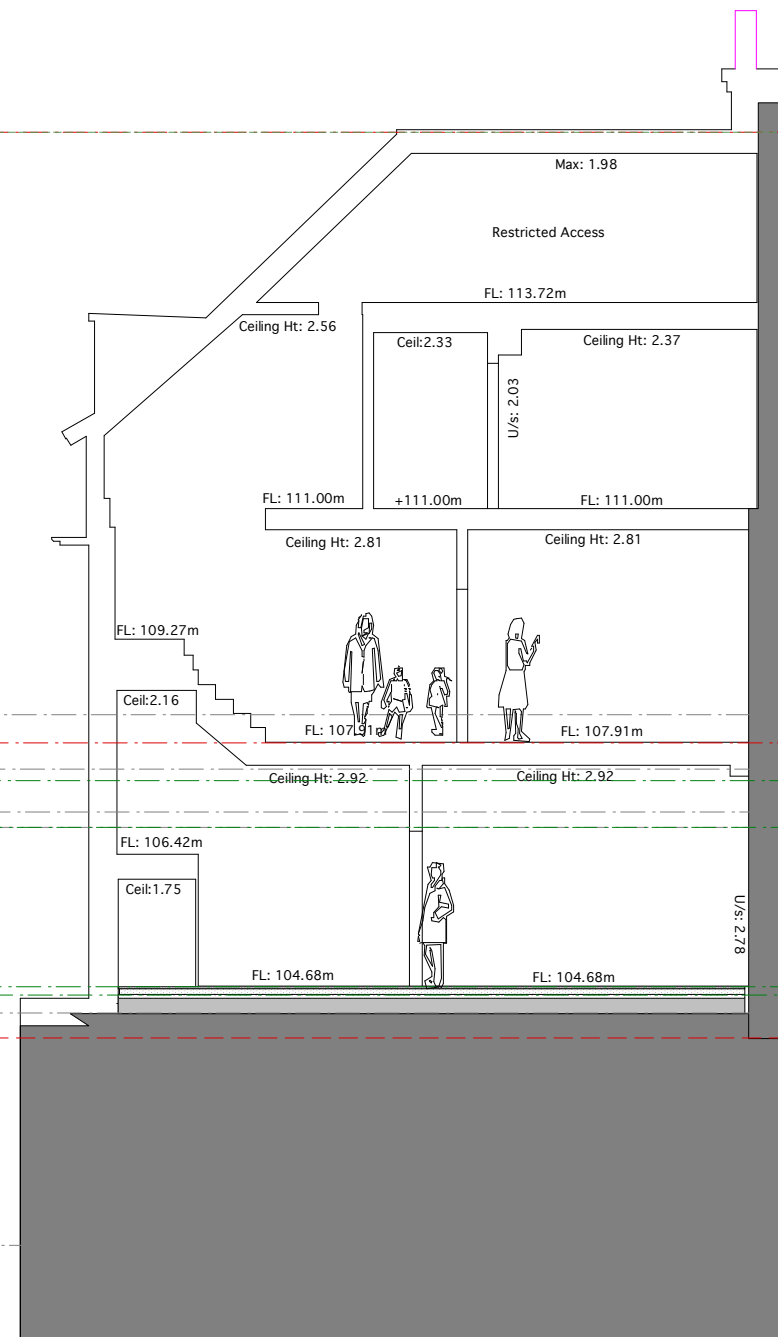 Max: 1.98
Restricted Access
FL: 113.72m
Ceiling Ht: 2.56
Ceil:2.33
Ceiling Ht: 2.37
U/s: 2.03
FL: 111.00m
+111.00m
FL: 111.00m
Ceiling Ht: 2.81
Ceiling Ht: 2.81
FL: 109.27m
Ceil:2.16
FL: 107.91m
FL: 107.91m
Ceiling Ht: 2.92
Ceiling Ht: 2.92
FL: 106.42m
Ceil:1.75
U/s: 2.78
FL: 104.68m
FL: 104.68m